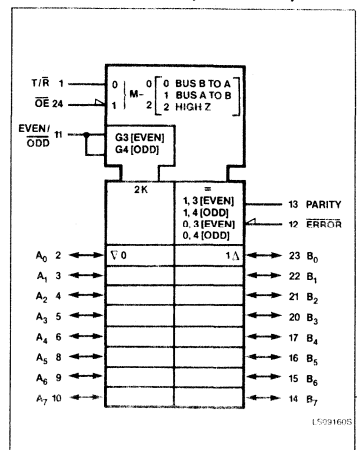 T/R 1
0
1
M–
0
2
0 BUS B TO A
1 BUS A TO B
2 HIGH Z
OE 24
EVEN/
ODD 11
G3 [EVEN]
G4 [ODD]
2K
=
1, 3 [EVEN]
1, 4 [ODD]
0, 3 [EVEN]
0, 4 [ODD]
13 PARITY
12 ERROR
A0 2 ∇ 0 1 Δ 23 B0
A1 3 22 B1
A2 4 21 B2
A3 5 20 B3
A4 6 17 B4
A5 8 16 B5
A6 9 15 B6
A7 10 14 B7
LS09160S